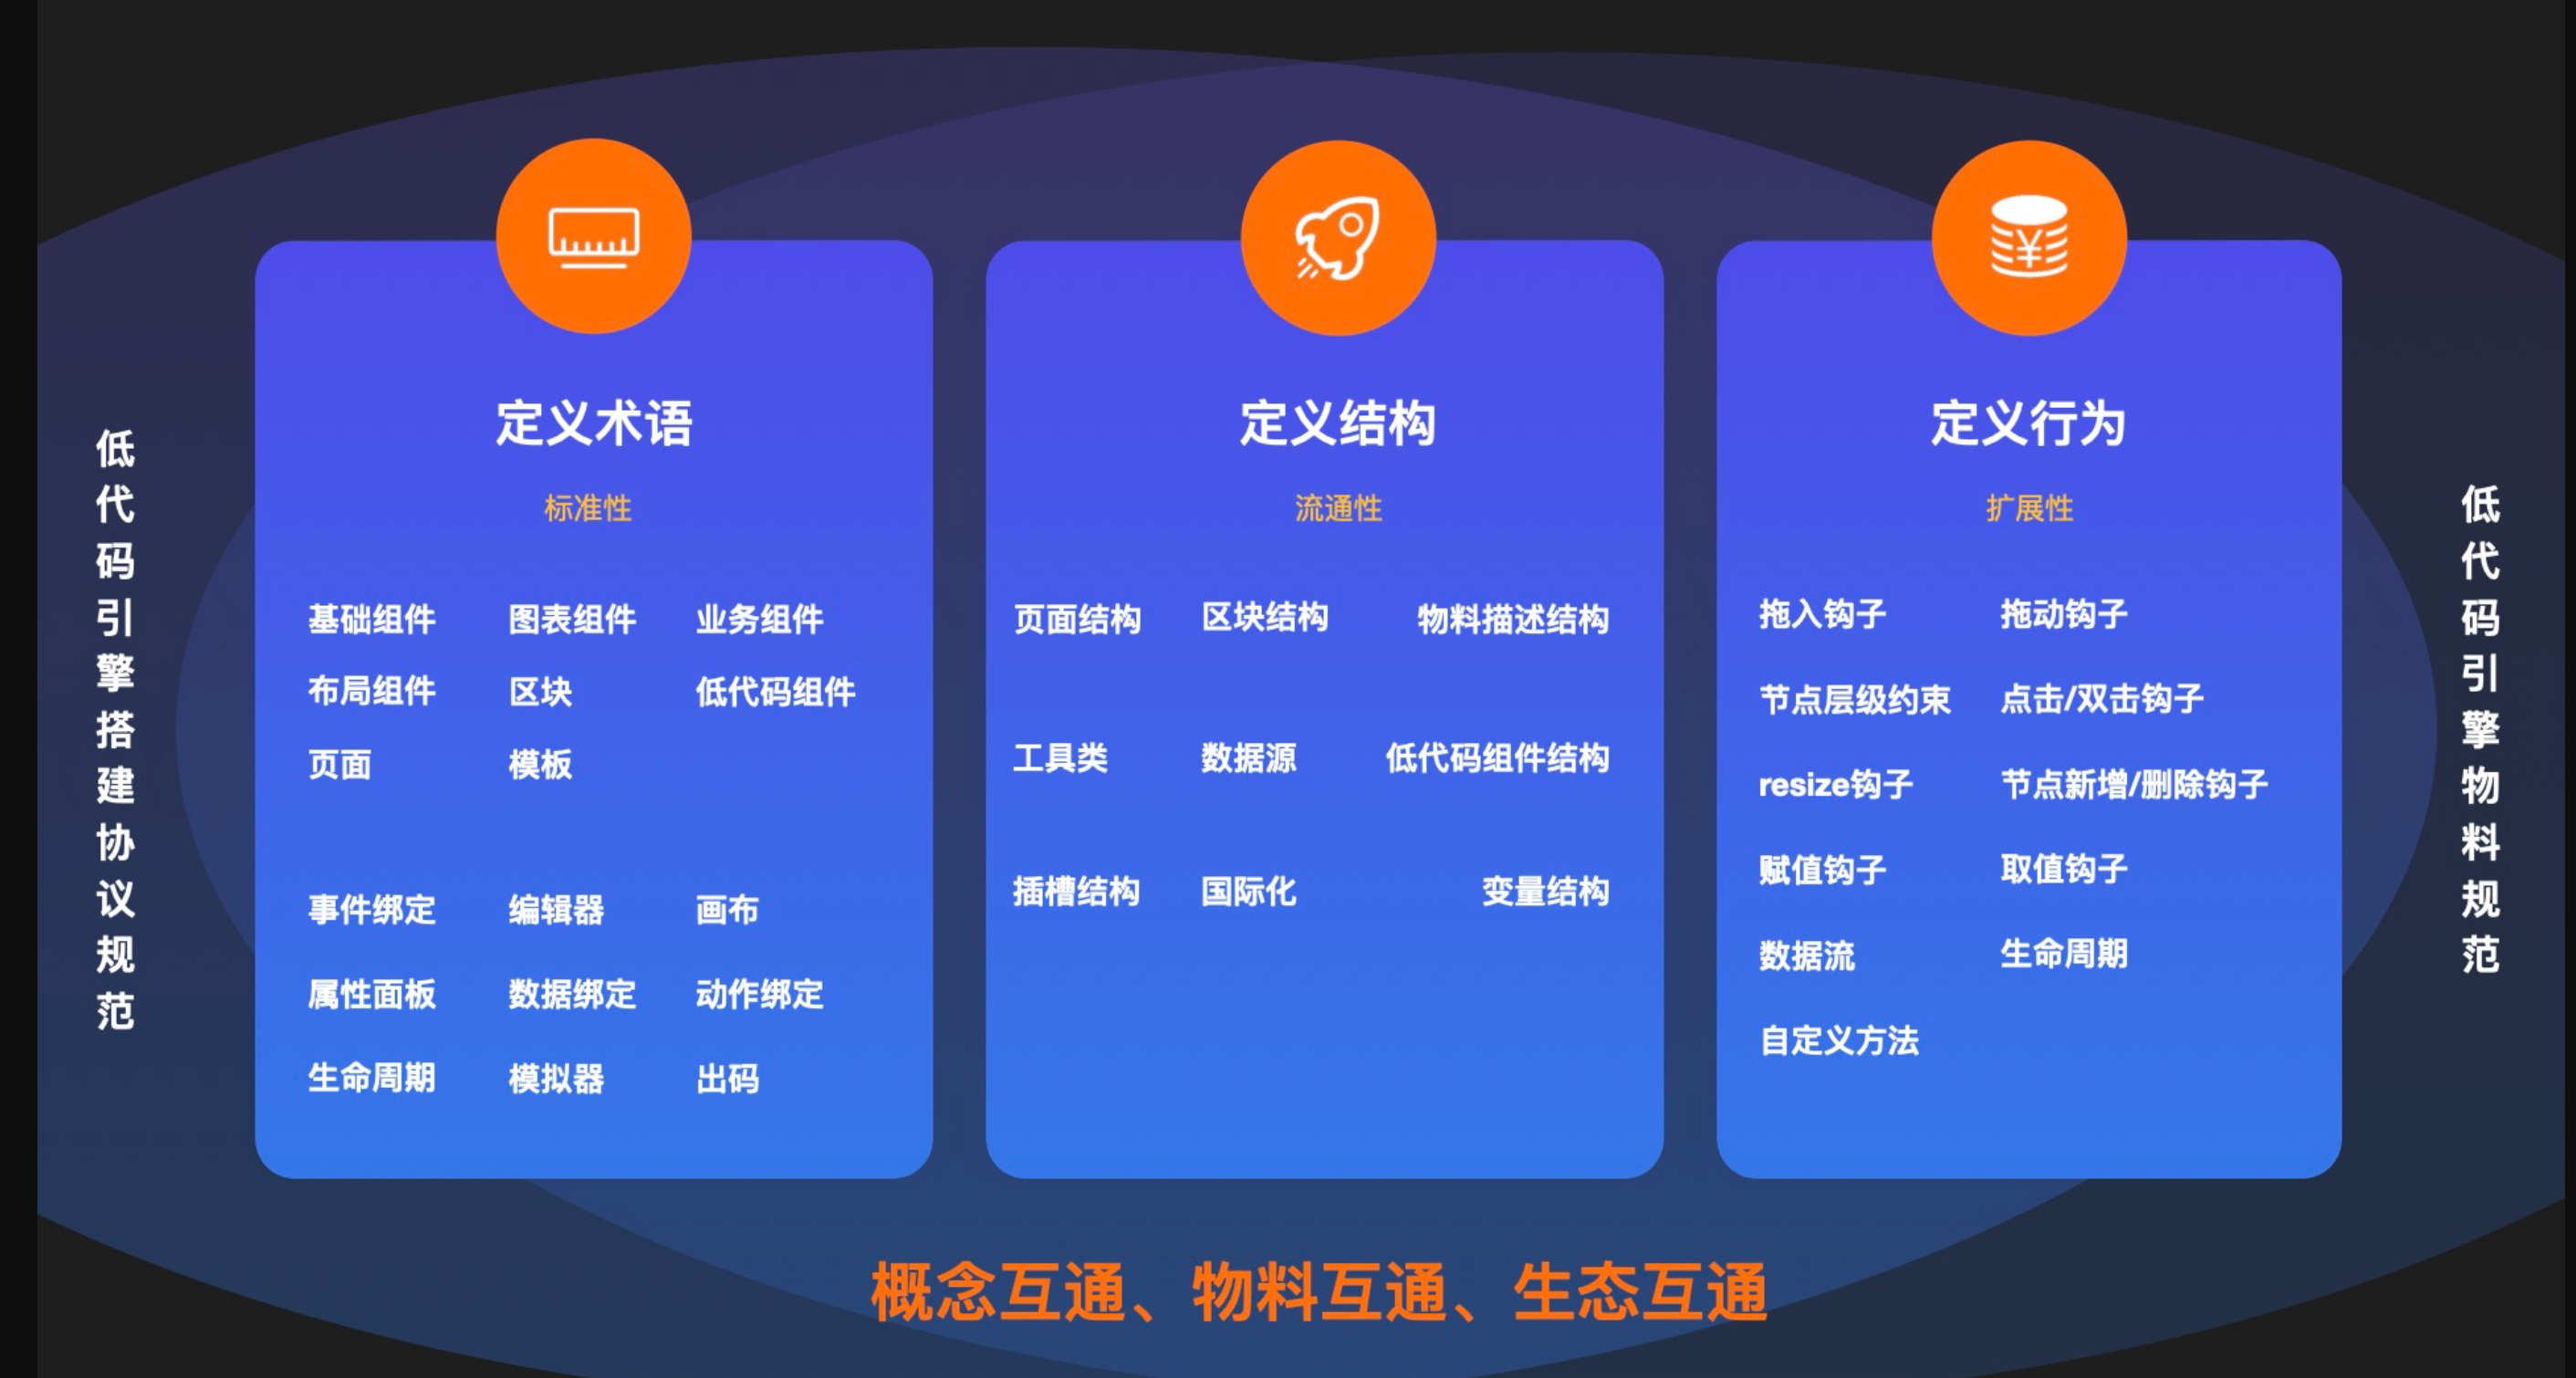 低代码引擎搭建协议规范
定义术语
标准性
基础组件 图表组件 业务组件
布局组件 区块 低代码组件
页面 模板
事件绑定 编辑器 画布
属性面板 数据绑定 动作绑定
生命周期 模拟器 出码
定义结构
流通性
页面结构 区块结构 物料描述结构
工具类 数据源 低代码组件结构
插槽结构 国际化 变量结构
定义行为
扩展性
拖入钩子 拖动钩子
节点层级约束 点击/双击钩子
resize钩子 节点新增/删除钩子
赋值钩子 取值钩子
数据流 生命周期
自定义方法
低代码引擎物料规范
概念互通、物料互通、生态互通